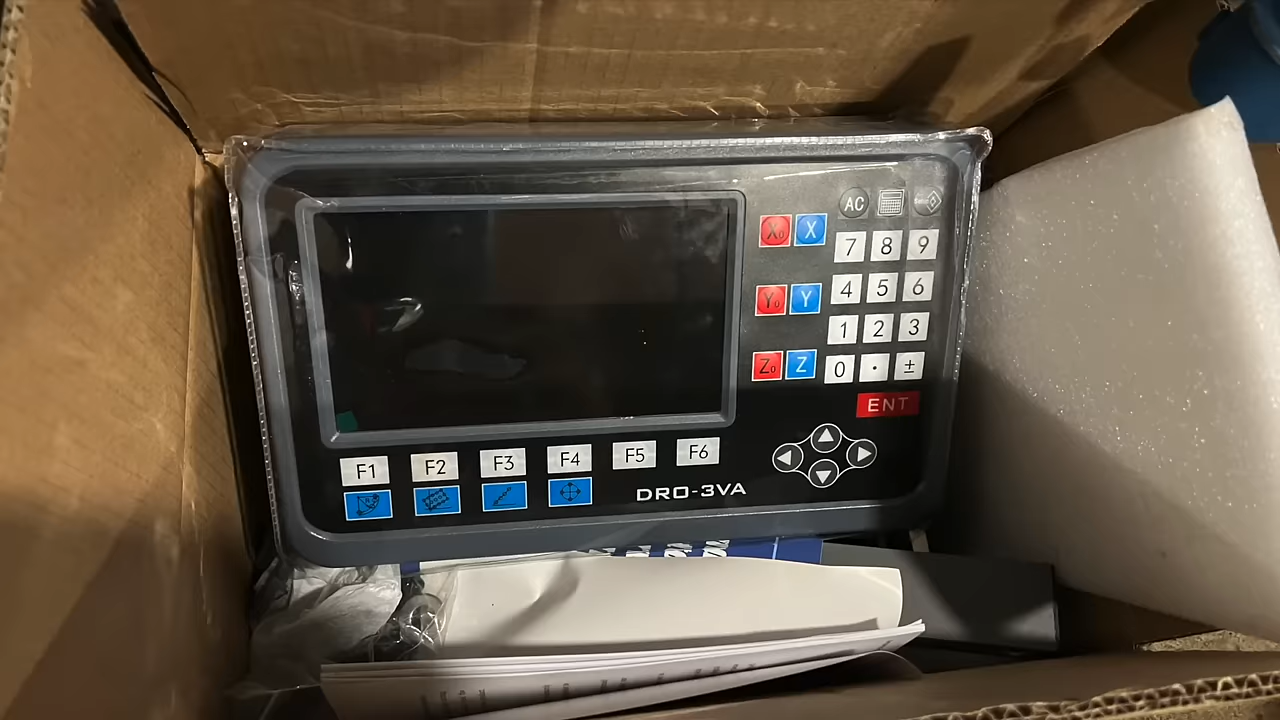 AC
X₀ X
7 8 9
Y₀ Y
4 5 6
1 2 3
Z₀ Z
0 . ±
ENT
F1 F2 F3 F4 F5 F6
DRO-3VA